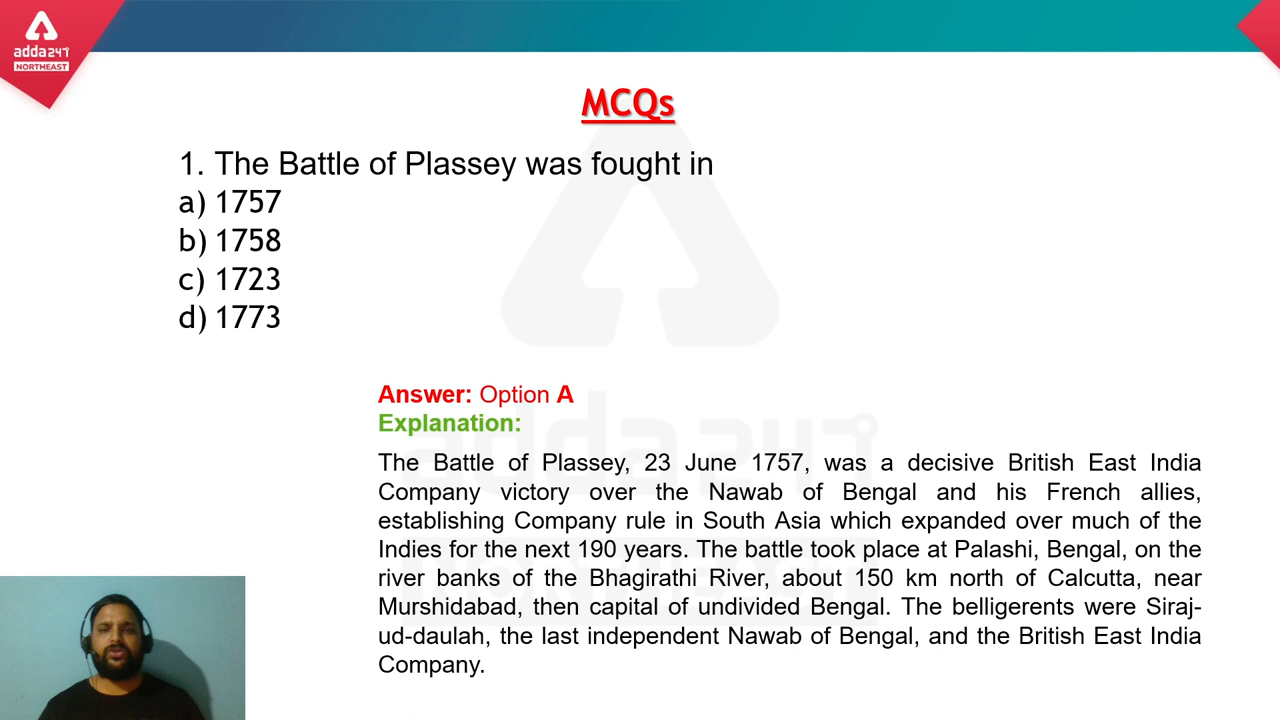 adda247
NORTHEAST
MCQs
1. The Battle of Plassey was fought in
a) 1757
b) 1758
c) 1723
d) 1773
Answer: Option A
Explanation:
The Battle of Plassey, 23 June 1757, was a decisive British East India
Company victory over the Nawab of Bengal and his French allies,
establishing Company rule in South Asia which expanded over much of the
Indies for the next 190 years. The battle took place at Palashi, Bengal, on the
river banks of the Bhagirathi River, about 150 km north of Calcutta, near
Murshidabad, then capital of undivided Bengal. The belligerents were Siraj-
ud-daulah, the last independent Nawab of Bengal, and the British East India
Company.
adda247
NORTHEAST